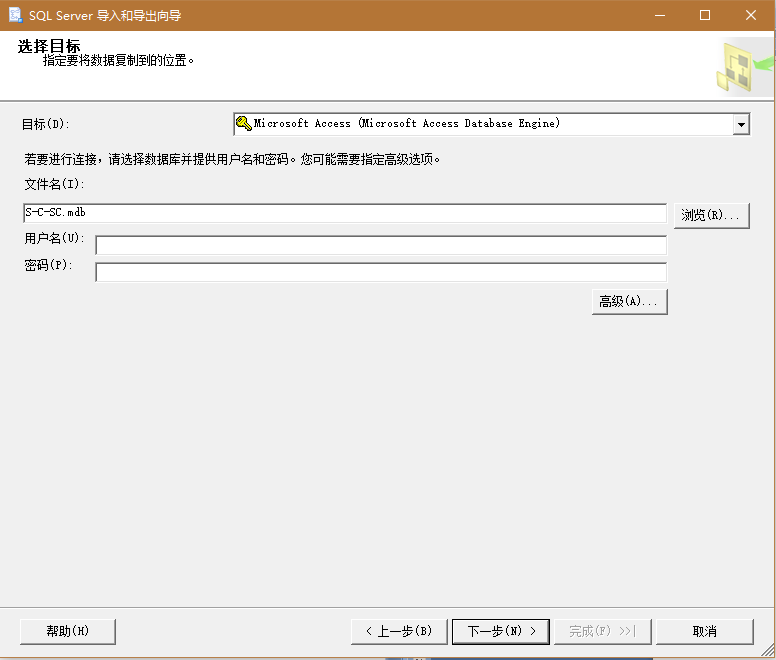 SQL Server 导入和导出向导
选择目标
指定要将数据复制到的位置。
目标(D):
Microsoft Access (Microsoft Access Database Engine)
若要进行连接，请选择数据库并提供用户名和密码。您可能需要指定高级选项。
文件名(I):
S-C-SC.mdb
浏览(R)...
用户名(U):
密码(P):
高级(A)...
帮助(H)
< 上一步(B)
下一步(N) >
完成(F) >>|
取消